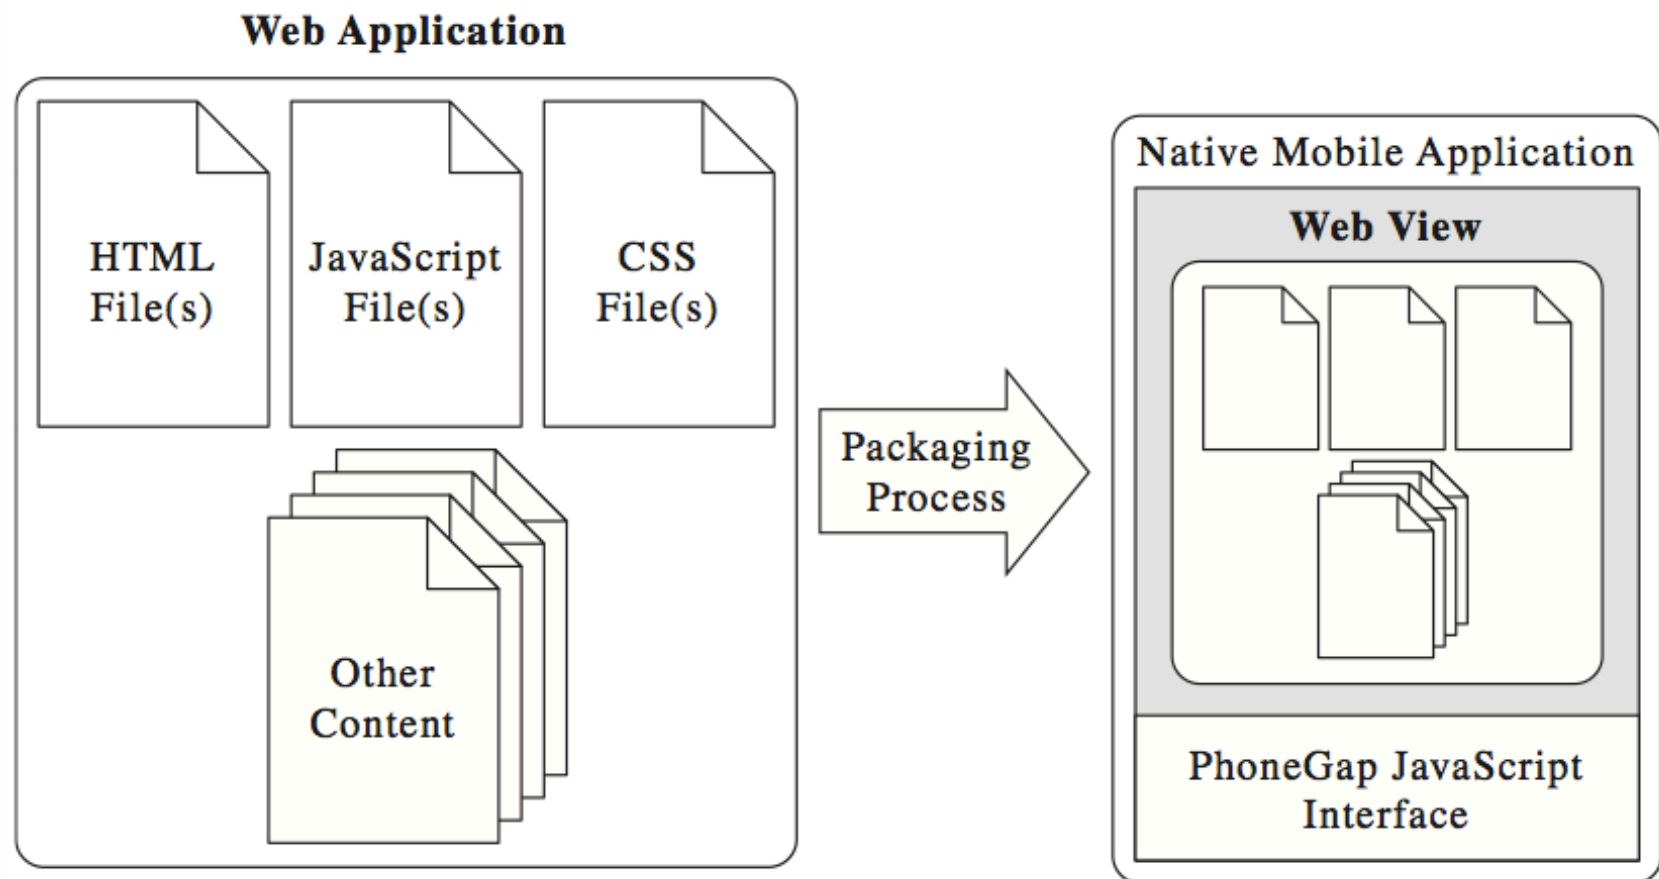 Web Application
HTML
File(s)
JavaScript
File(s)
CSS
File(s)
Other
Content
Packaging
Process
Native Mobile Application
Web View
PhoneGap JavaScript
Interface